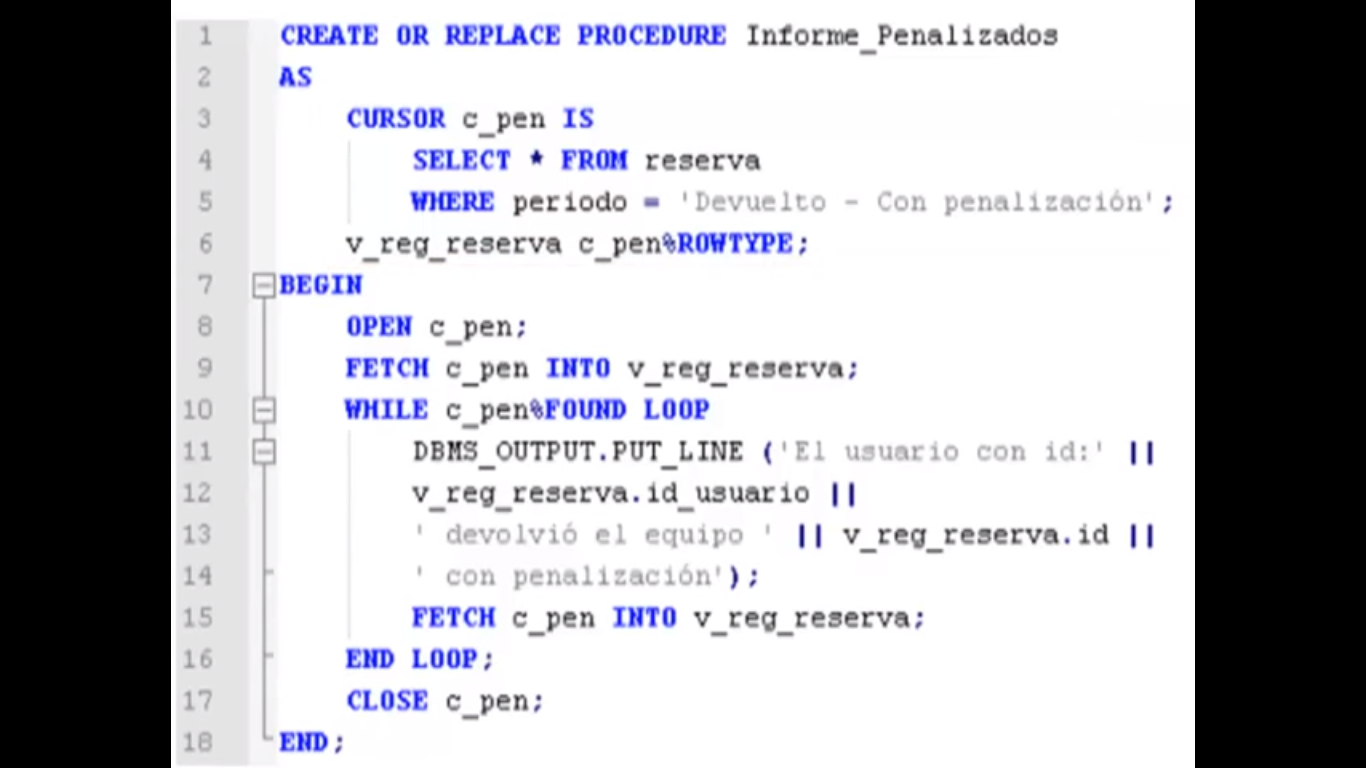 1 CREATE OR REPLACE PROCEDURE Informe_Penalizados
2 AS
3 CURSOR c_pen IS
4 SELECT * FROM reserva
5 WHERE periodo = 'Devuelto - Con penalización';
6 v_reg_reserva c_pen%ROWTYPE;
7 BEGIN
8 OPEN c_pen;
9 FETCH c_pen INTO v_reg_reserva;
10 WHILE c_pen%FOUND LOOP
11 DBMS_OUTPUT.PUT_LINE ('El usuario con id:' ||
12 v_reg_reserva.id_usuario ||
13 ' devolvió el equipo ' || v_reg_reserva.id ||
14 ' con penalización');
15 FETCH c_pen INTO v_reg_reserva;
16 END LOOP;
17 CLOSE c_pen;
18 END;